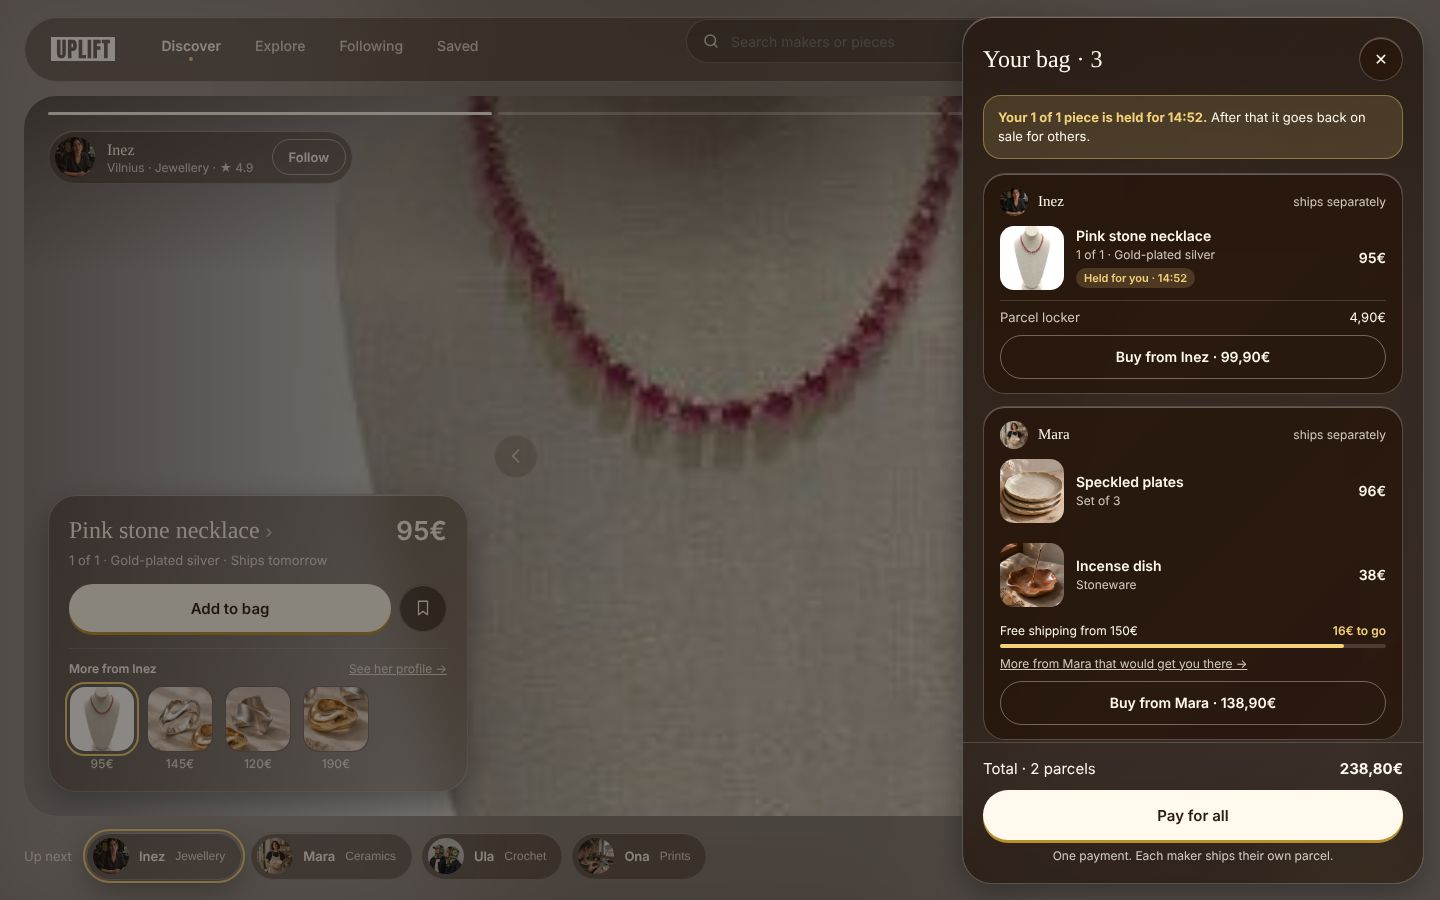 UPLIFT
Discover
Explore
Following
Saved
Search makers or pieces
Inez
Vilnius · Jewellery · ★ 4.9
Follow
Pink stone necklace ›
95€
1 of 1 · Gold-plated silver · Ships tomorrow
Add to bag
More from Inez
See her profile →
95€
145€
120€
190€
Up next
Inez Jewellery
Mara Ceramics
Ula Crochet
Ona Prints
Your bag · 3
Your 1 of 1 piece is held for 14:52. After that it goes back on
sale for others.
Inez
ships separately
Pink stone necklace
1 of 1 · Gold-plated silver
Held for you · 14:52
95€
Parcel locker
4,90€
Buy from Inez · 99,90€
Mara
ships separately
Speckled plates
Set of 3
96€
Incense dish
Stoneware
38€
Free shipping from 150€
16€ to go
More from Mara that would get you there →
Buy from Mara · 138,90€
Total · 2 parcels
238,80€
Pay for all
One payment. Each maker ships their own parcel.